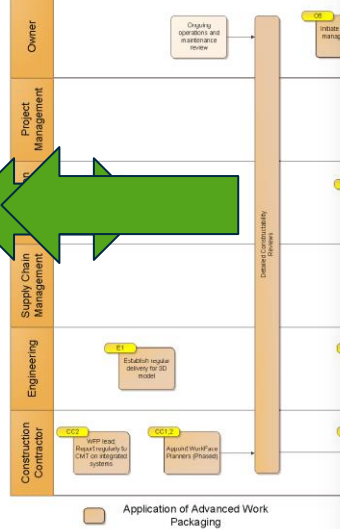 Owner
Ongoing
operations and
maintenance
review
O8
Initiate
manag
Project
Management
Detailed Constructability
Reviews
Supply Chain
Management
Engineering
E1
Establish regular
delivery for 3D
model
Construction
Contractor
CC2
WFP lead;
Report regularly to
CMT on integrated
systems
CC1,2
Appoint WorkFace
Planners (Phased)
Application of Advanced Work
Packaging